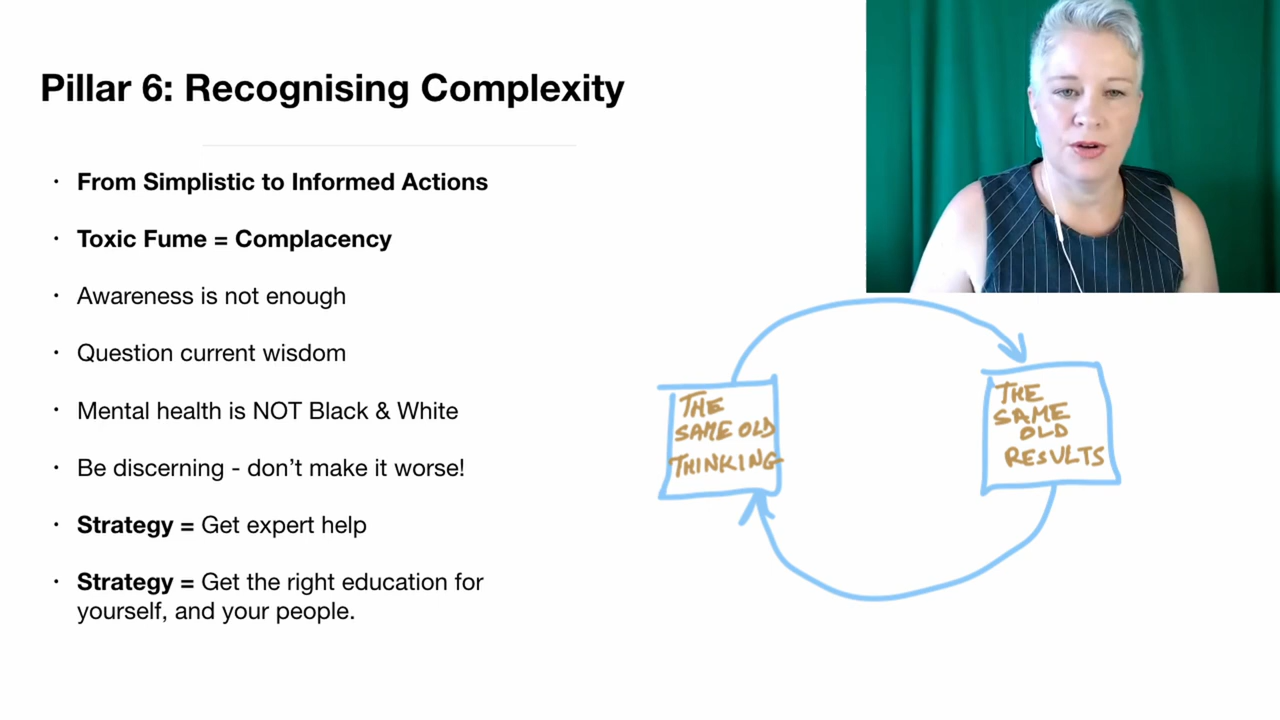 Pillar 6: Recognising Complexity
· From Simplistic to Informed Actions
· Toxic Fume = Complacency
· Awareness is not enough
· Question current wisdom
· Mental health is NOT Black & White
· Be discerning - don’t make it worse!
· Strategy = Get expert help
· Strategy = Get the right education for
yourself, and your people.
THE
SAME OLD
THINKING
THE
SAME
OLD
RESULTS